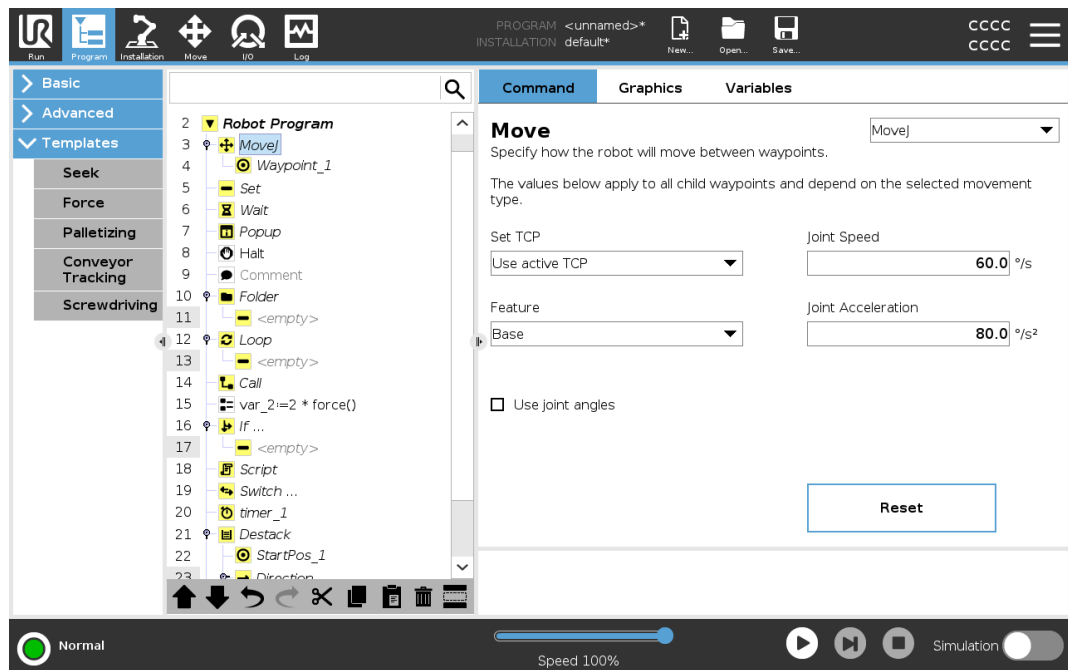 UR
Run
Program
Installation
Move
I/O
Log
PROGRAM <unnamed>*
INSTALLATION default*
New...
Open...
Save...
CCCC
CCCC
Basic
Advanced
Templates
Seek
Force
Palletizing
Conveyor
Tracking
Screwdriving
2 Robot Program
3 MoveJ
4 Waypoint_1
5 Set
6 Wait
7 Popup
8 Halt
9 Comment
10 Folder
11 <empty>
12 Loop
13 <empty>
14 Call
15 var_2:=2 * force()
16 If ...
17 <empty>
18 Script
19 Switch ...
20 timer_1
21 Destack
22 StartPos_1
23 Direction
Command Graphics Variables
Move
MoveJ
Specify how the robot will move between waypoints.
The values below apply to all child waypoints and depend on the selected movement
type.
Set TCP
Joint Speed
Use active TCP
60.0 °/s
Feature
Joint Acceleration
Base
80.0 °/s²
Use joint angles
Reset
Normal
Speed 100%
Simulation